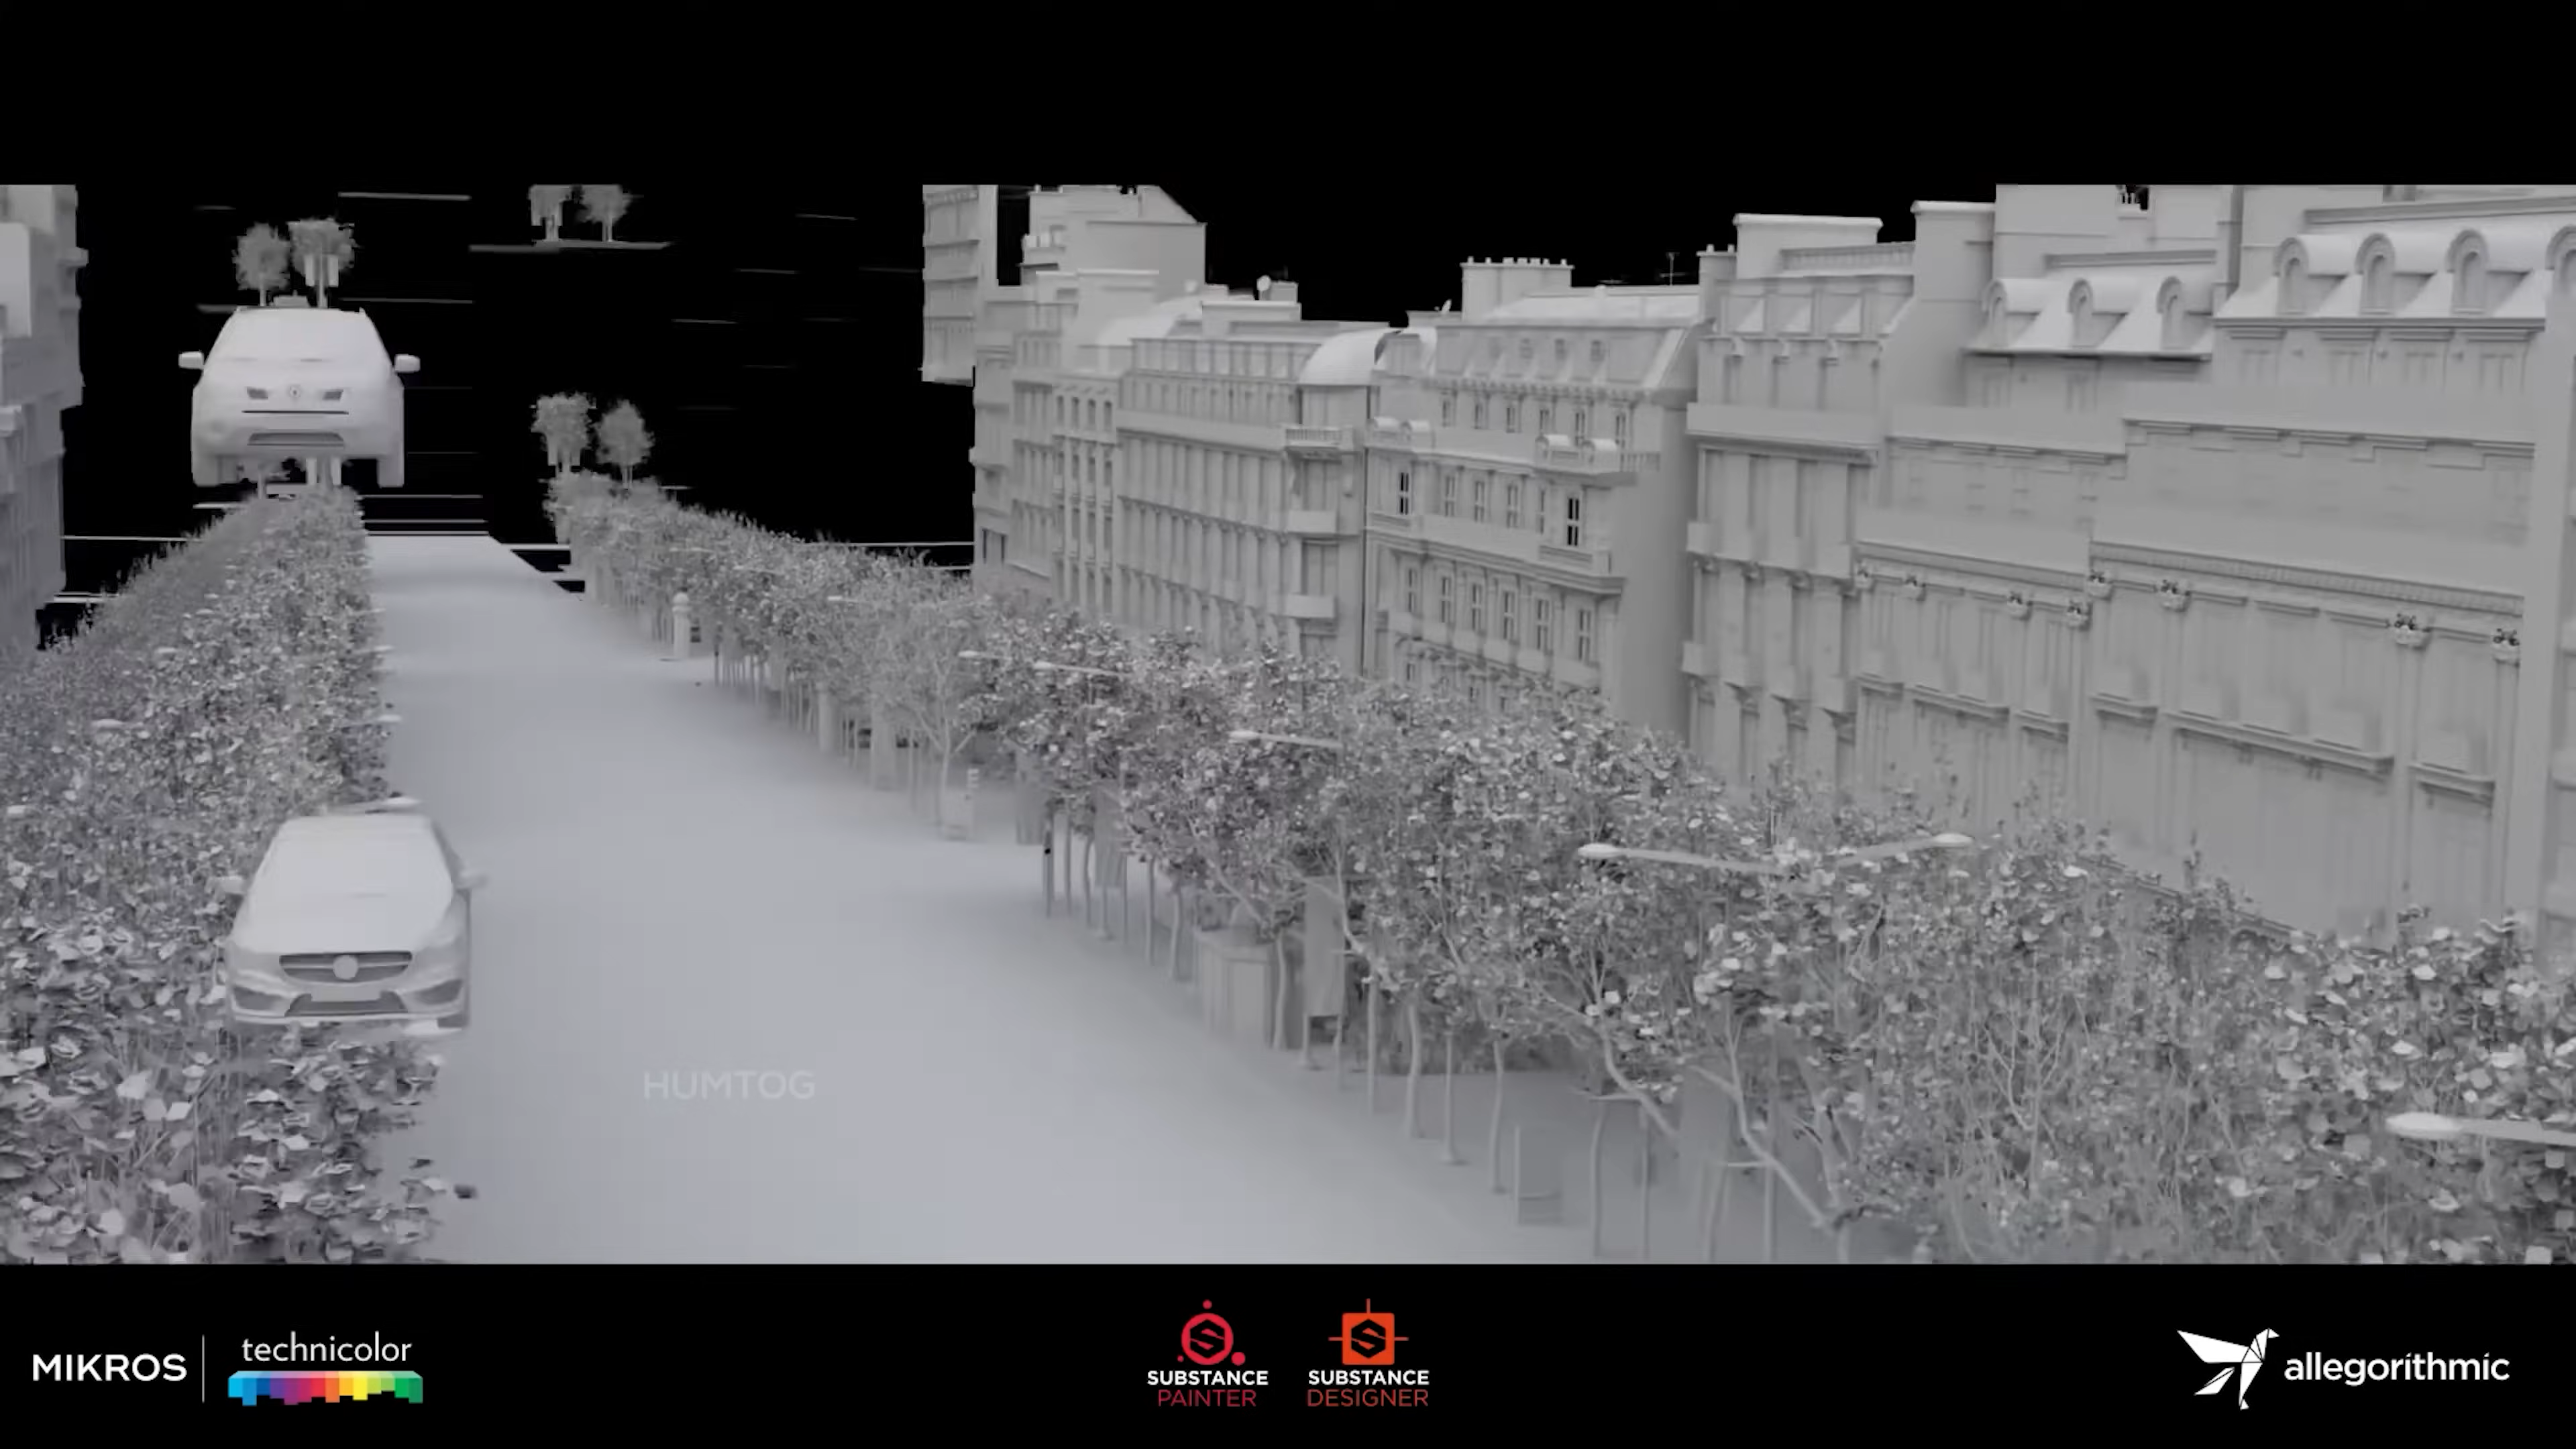 HUMTOG
MIKROS
technicolor
SUBSTANCE
PAINTER
SUBSTANCE
DESIGNER
allegorithmic